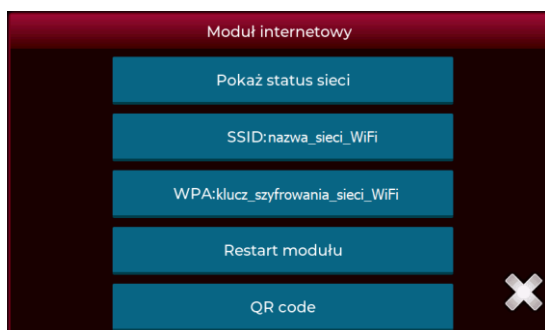 Moduł internetowy
Pokaż status sieci
SSID:nazwa_sieci_WiFi
WPA:klucz_szyfrowania_sieci_WiFi
Restart modułu
QR code